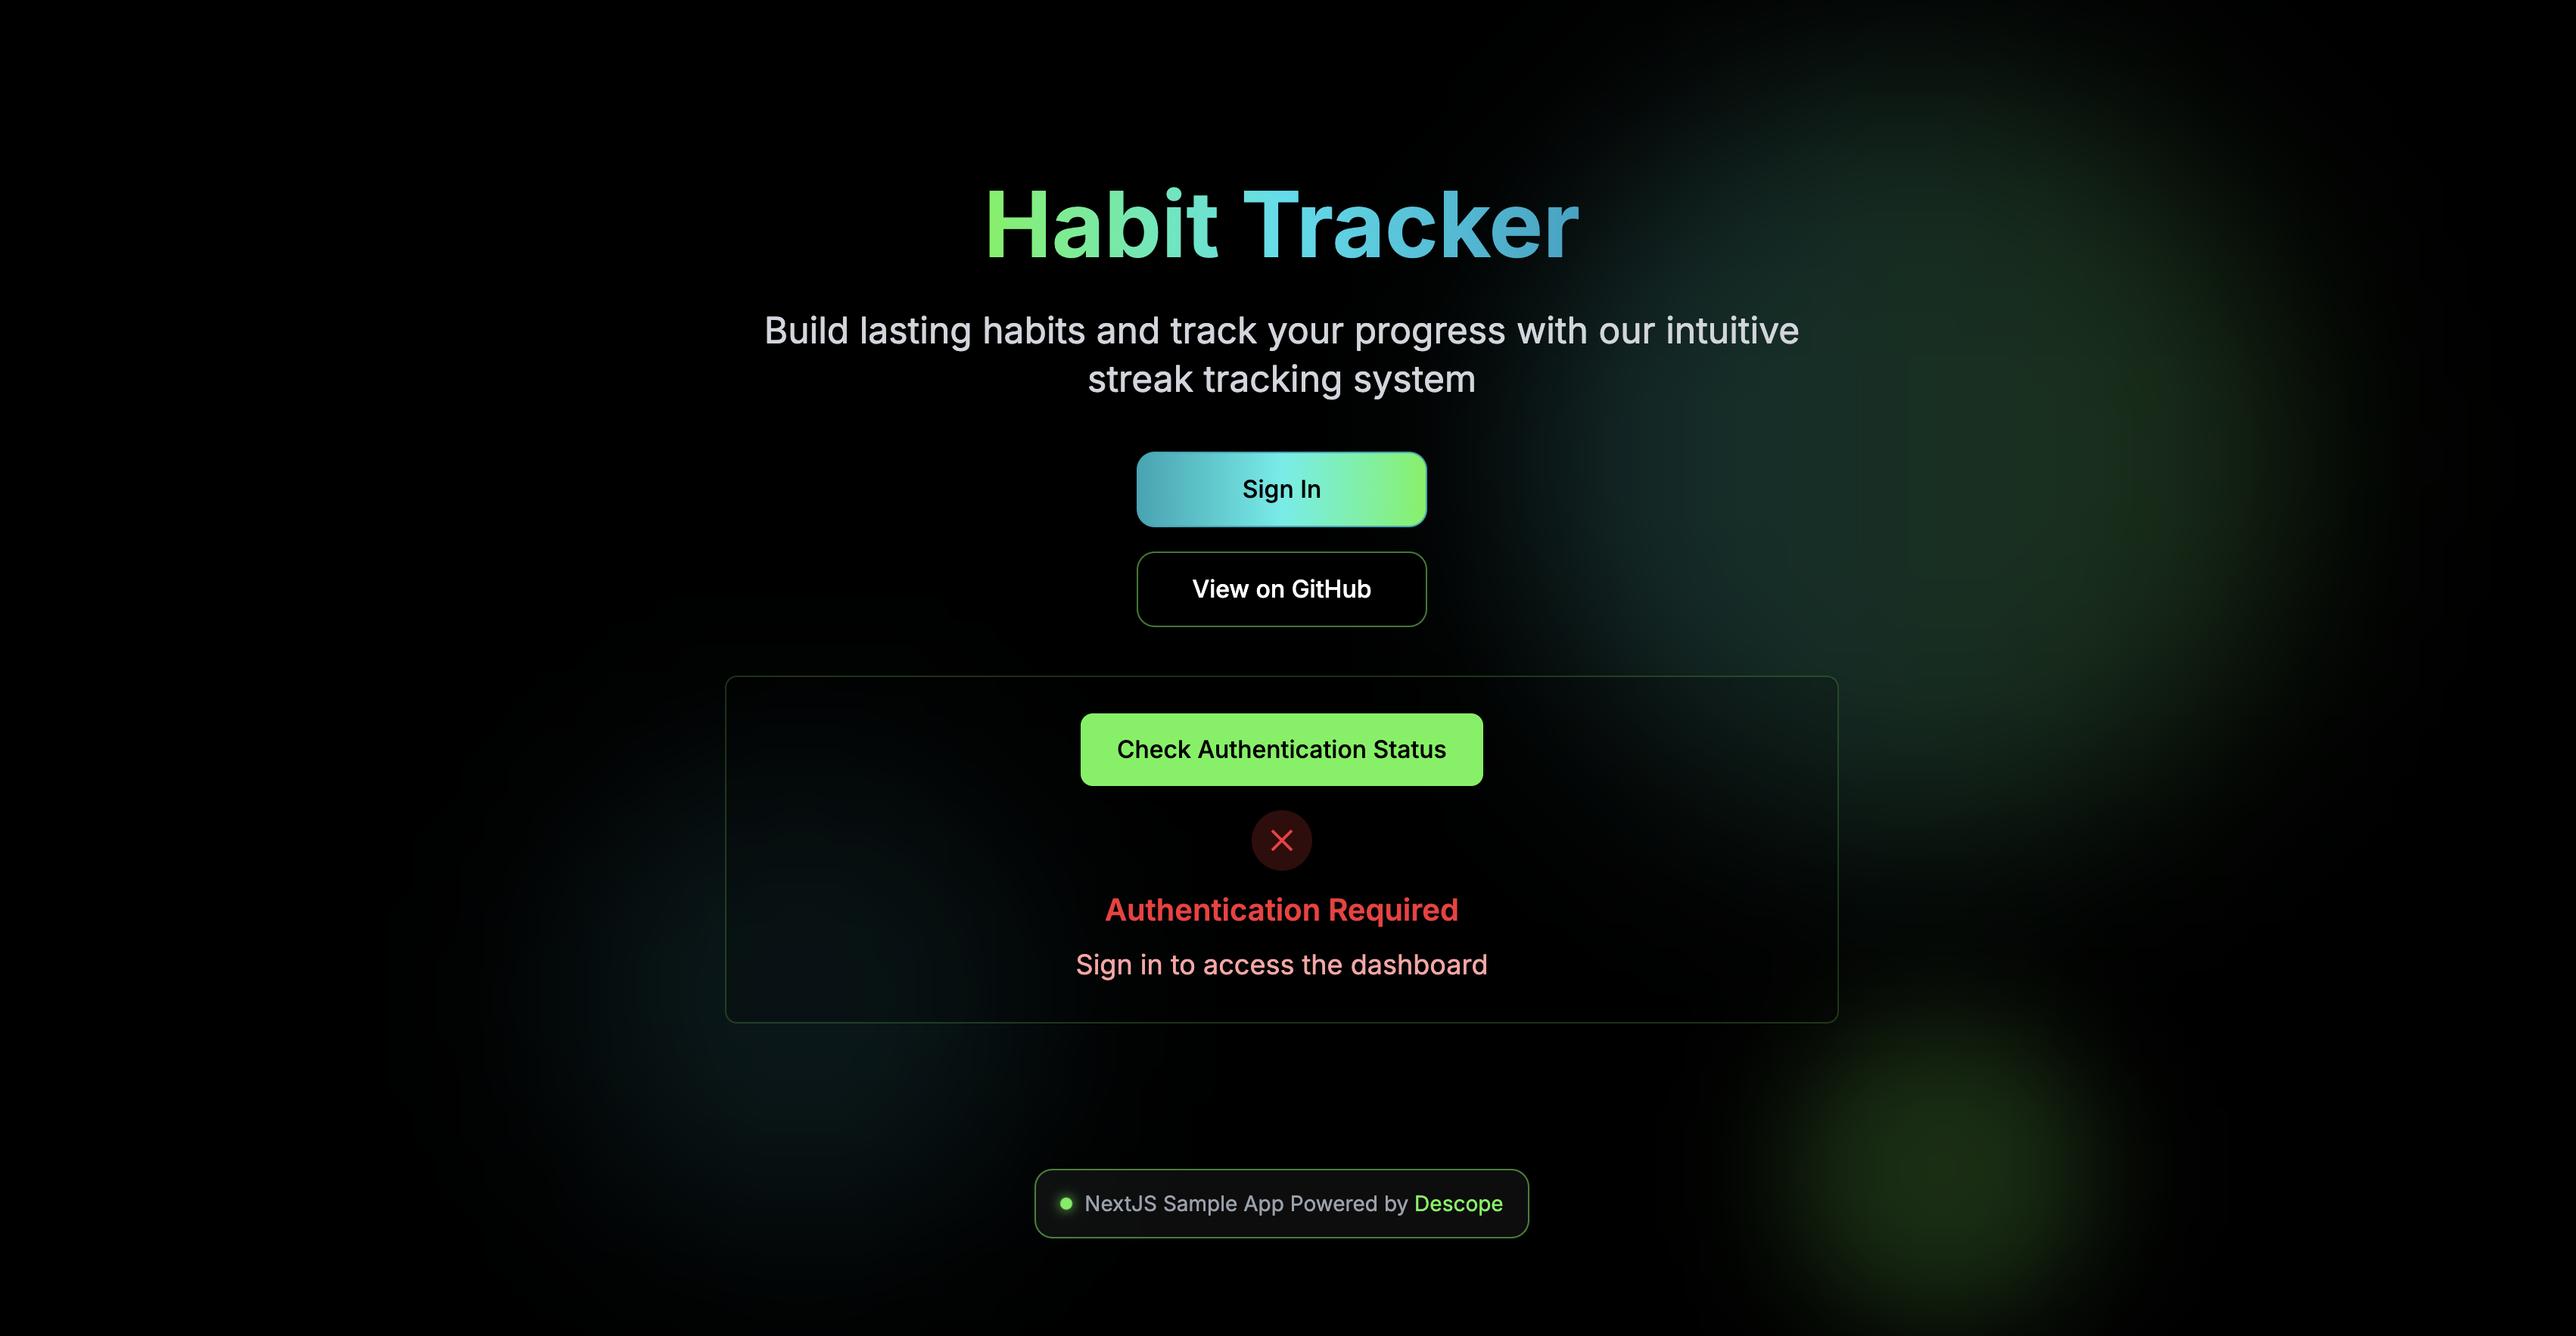 Habit Tracker
Build lasting habits and track your progress with our intuitive
streak tracking system
Sign In
View on GitHub
Check Authentication Status
Authentication Required
Sign in to access the dashboard
NextJS Sample App Powered by Descope